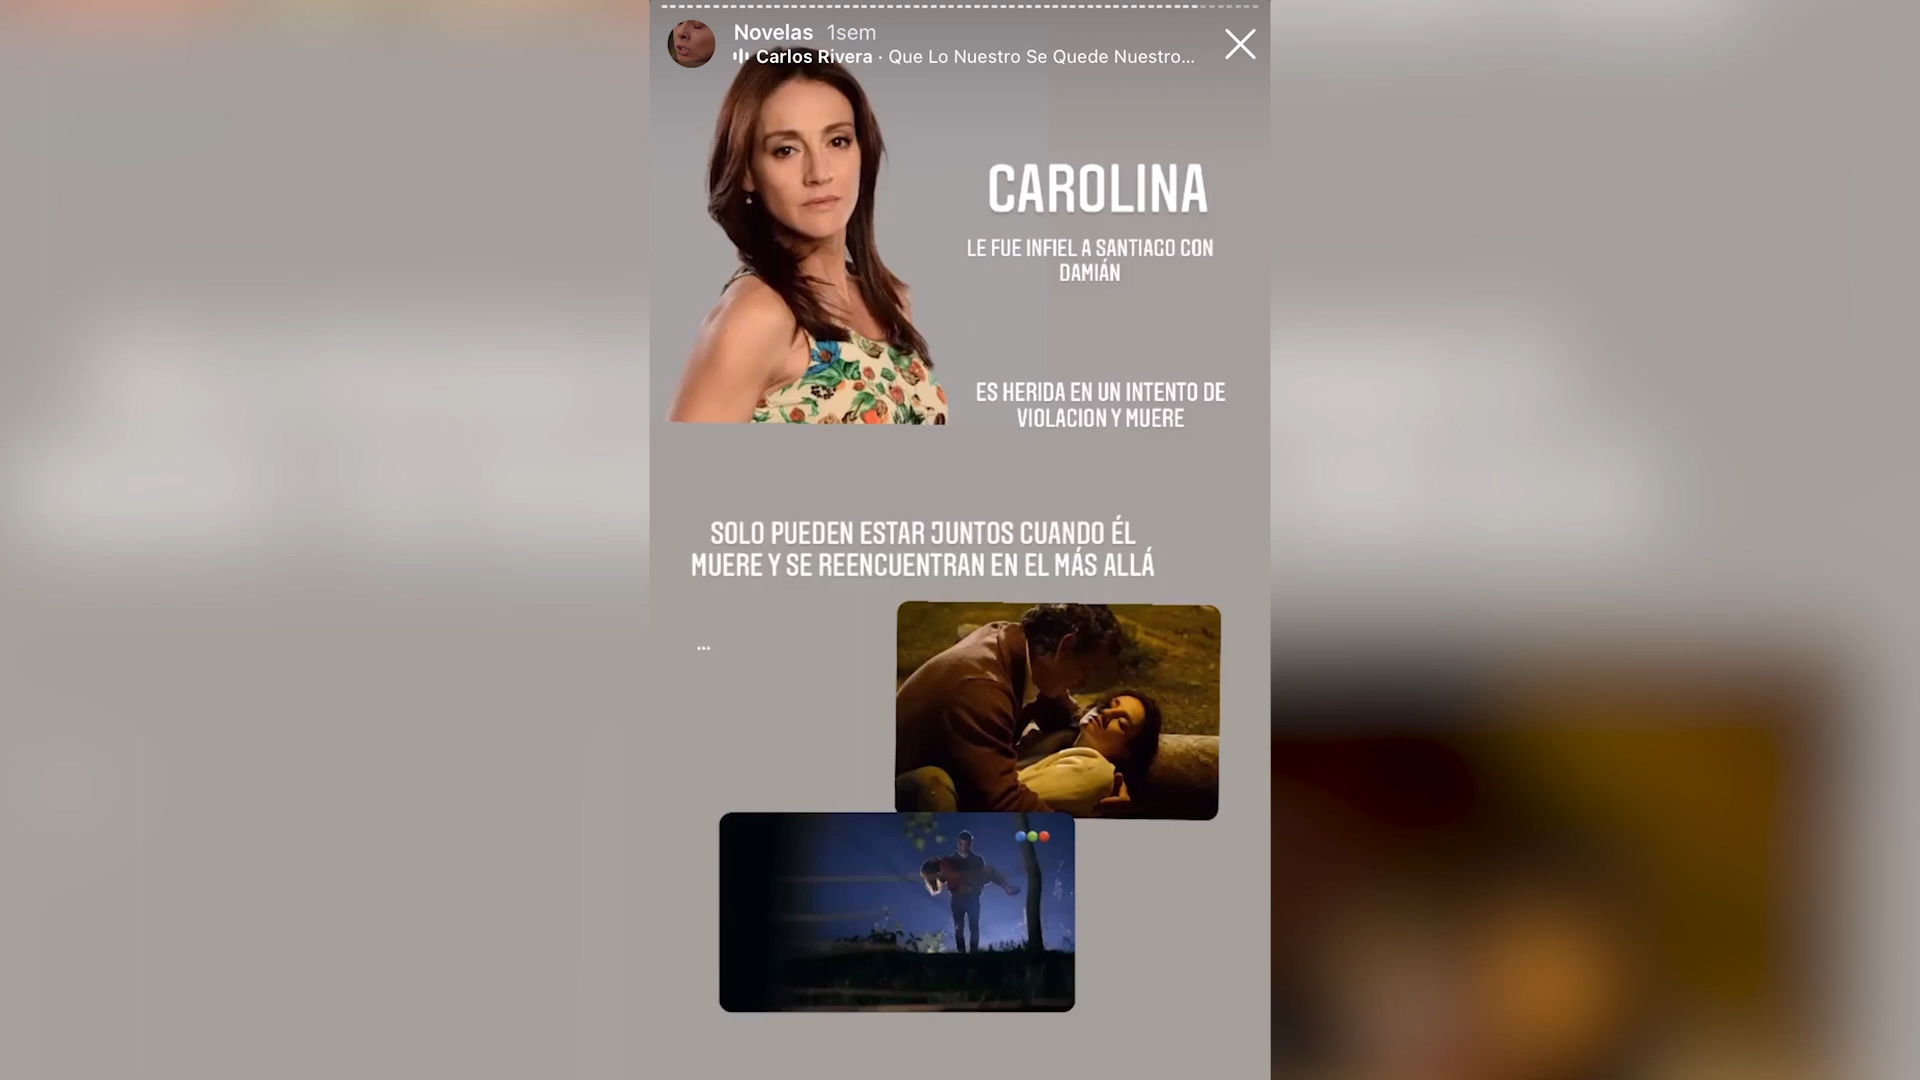 Novelas 1sem
Carlos Rivera · Que Lo Nuestro Se Quede Nuestro...
CAROLINA
LE FUE INFIEL A SANTIAGO CON
DAMIÁN
ES HERIDA EN UN INTENTO DE
VIOLACION Y MUERE
SOLO PUEDEN ESTAR JUNTOS CUANDO ÉL
MUERE Y SE REENCUENTRAN EN EL MÁS ALLÁ
...